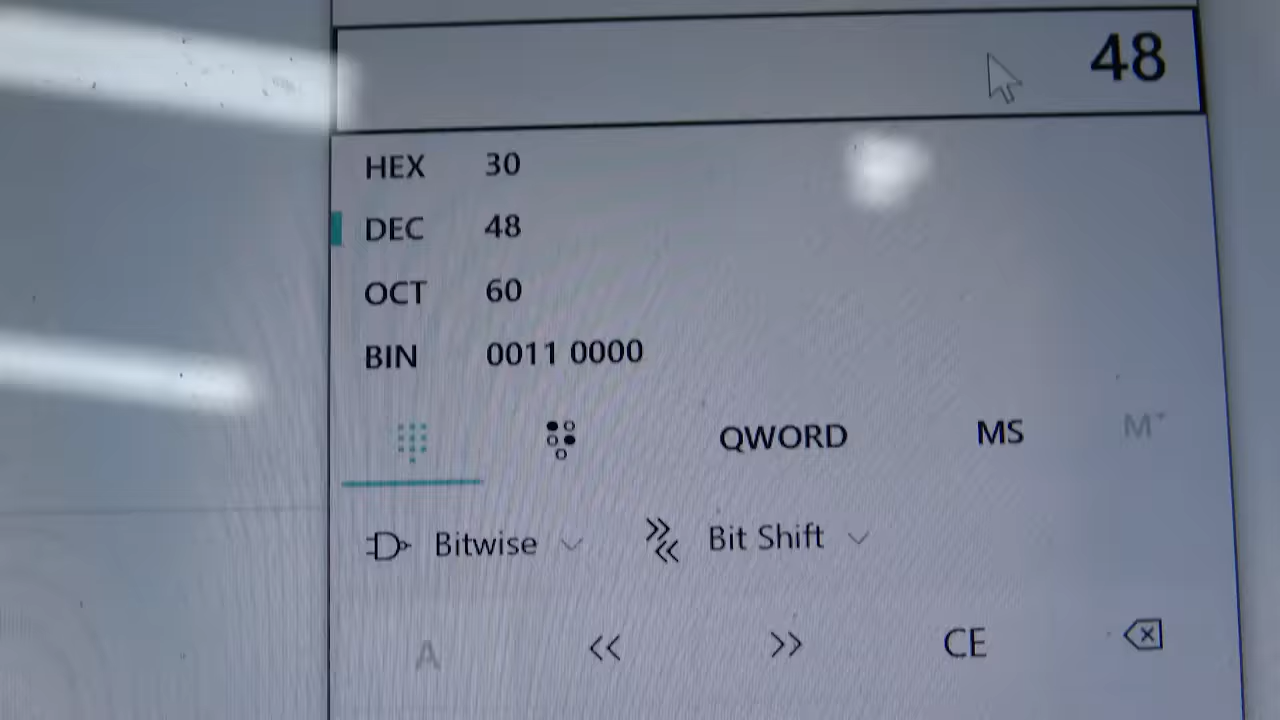 48
HEX 30
DEC 48
OCT 60
BIN 0011 0000
QWORD MS M
Bitwise Bit Shift
A << >> CE